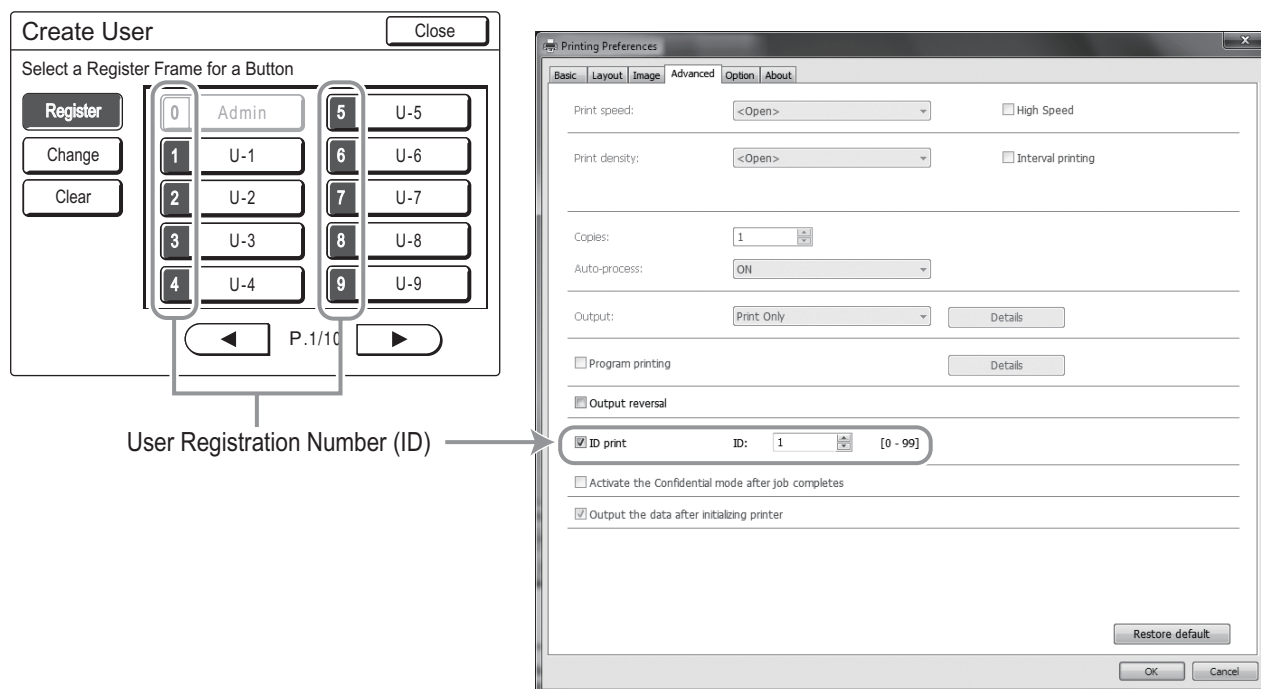 Create User
Close
Select a Register Frame for a Button
Register
0 Admin
5 U-5
Change
1 U-1
6 U-6
Clear
2 U-2
7 U-7
3 U-3
8 U-8
4 U-4
9 U-9
P.1/10
User Registration Number (ID)
Printing Preferences
Basic Layout Image Advanced Option About
Print speed: <Open> High Speed
Print density: <Open> Interval printing
Copies: 1
Auto-process: ON
Output: Print Only Details
Program printing Details
Output reversal
ID print ID: 1 [0 - 99]
Activate the Confidential mode after job completes
Output the data after initializing printer
Restore default
OK Cancel